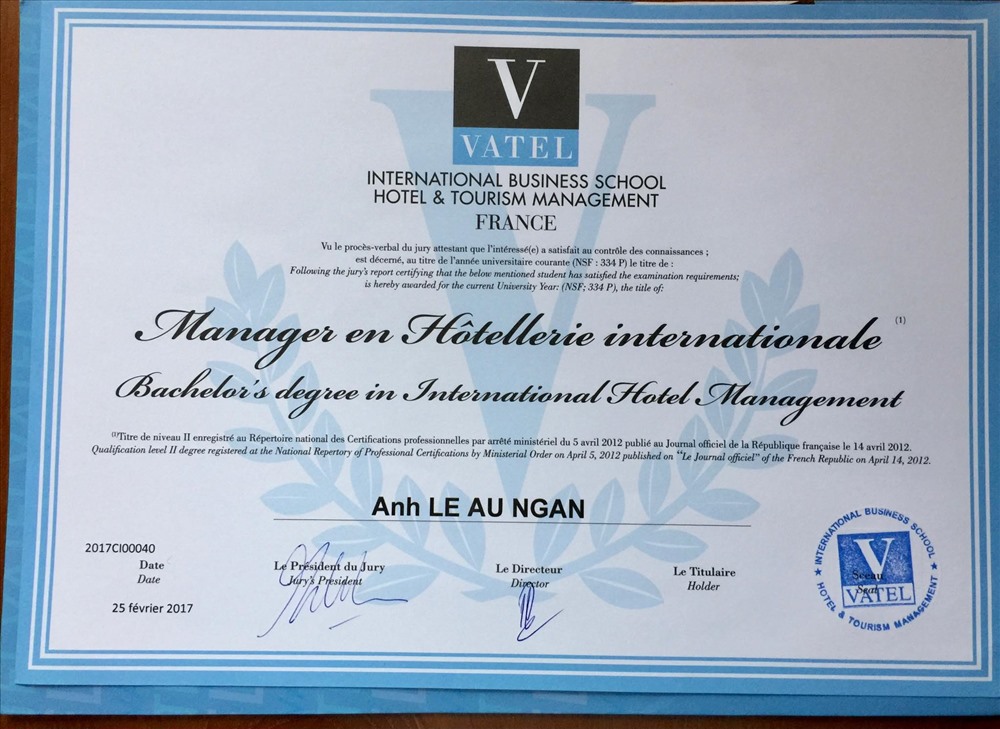 V
VATEL
INTERNATIONAL BUSINESS SCHOOL
HOTEL & TOURISM MANAGEMENT
FRANCE
Vu le procès-verbal du jury attestant que l'intéressé(e) a satisfait au contrôle des connaissances ;
est décerné, au titre de l'année universitaire courante (NSF : 334 P) le titre de :
Following the jury's report certifying that the below mentioned student has satisfied the examination requirements;
is hereby awarded for the current University Year: (NSF; 334 P), the title of:
Manager en Hôtellerie internationale (1)
Bachelor's degree in International Hotel Management
(1)Titre de niveau II enregistré au Répertoire national des Certifications professionnelles par arrêté ministériel du 5 avril 2012 publié au Journal officiel de la République française le 14 avril 2012.
Qualification level II degree registered at the National Repertory of Professional Certifications by Ministerial Order on April 5, 2012 published on "Le Journal officiel" of the French Republic on April 14, 2012.
Anh LE AU NGAN
2017CI00040
Date
Date
25 février 2017
Le Président du Jury
Jury's President
Le Directeur
Director
Le Titulaire
Holder
Sceau
Seal
INTERNATIONAL BUSINESS SCHOOL
V
VATEL
HOTEL & TOURISM MANAGEMENT